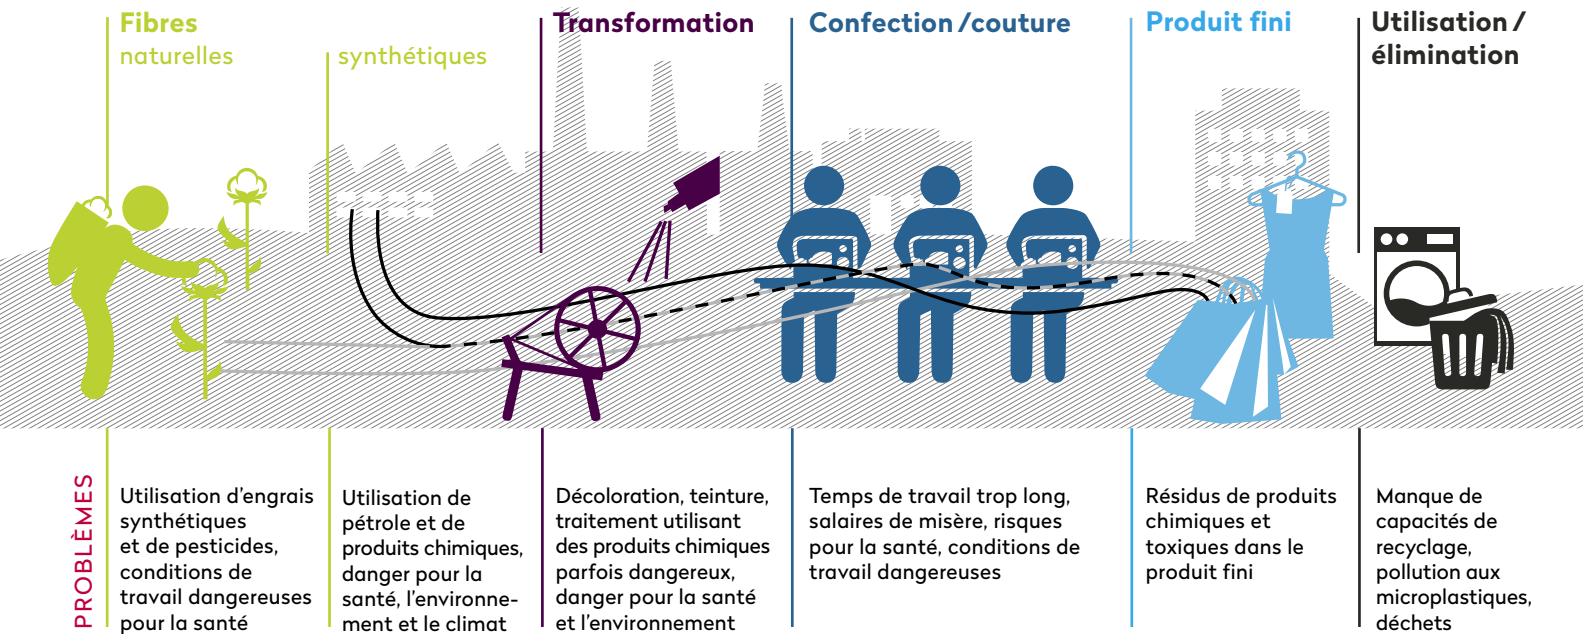 Fibres
naturelles
synthétiques
Transformation
Confection / couture
Produit fini
Utilisation /
élimination
PROBLÈMES
Utilisation d’engrais
synthétiques
et de pesticides,
conditions de
travail dangereuses
pour la santé
Utilisation de
pétrole et de
produits chimiques,
danger pour la
santé, l’environne-
ment et le climat
Décoloration, teinture,
traitement utilisant
des produits chimiques
parfois dangereux,
danger pour la santé
et l’environnement
Temps de travail trop long,
salaires de misère, risques
pour la santé, conditions de
travail dangereuses
Résidus de produits
chimiques et
toxiques dans le
produit fini
Manque de
capacités de
recyclage,
pollution aux
microplastiques,
déchets